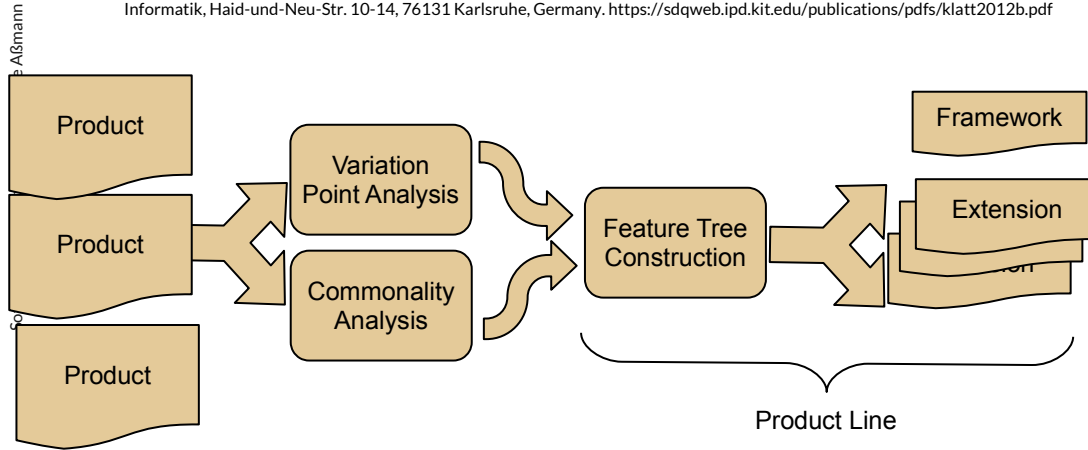 Informatik, Haid-und-Neu-Str. 10-14, 76131 Karlsruhe, Germany. https://sdqweb.ipd.kit.edu/publications/pdfs/klatt2012b.pdf
Aßmann
Product
Product
Product
Variation
Point Analysis
Commonality
Analysis
Feature Tree
Construction
Framework
Extension
Product Line